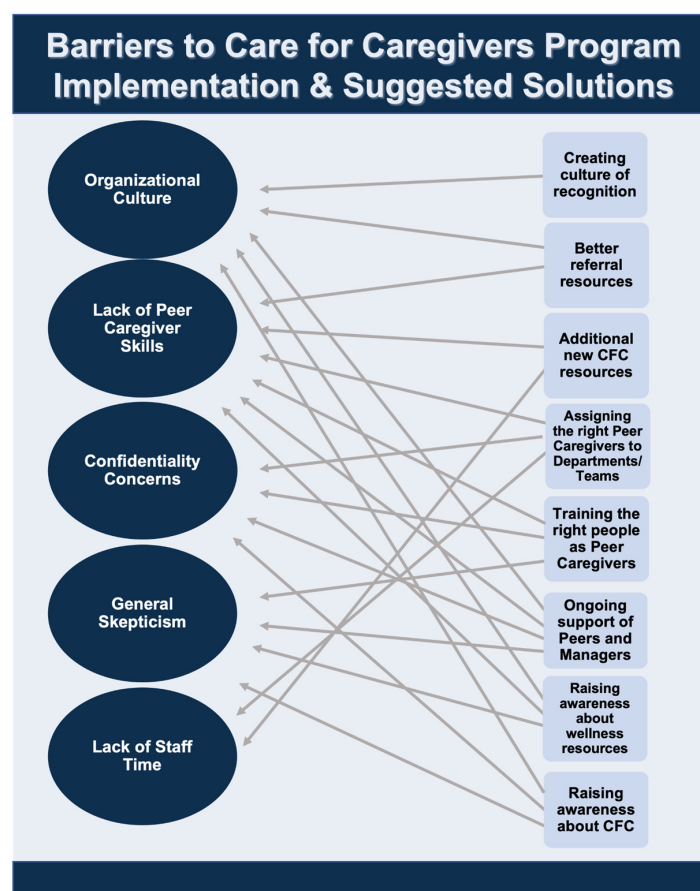 Barriers to Care for Caregivers Program
Implementation & Suggested Solutions
Organizational
Culture
Lack of Peer
Caregiver
Skills
Confidentiality
Concerns
General
Skepticism
Lack of Staff
Time
Creating
culture of
recognition
Better
referral
resources
Additional
new CFC
resources
Assigning
the right Peer
Caregivers to
Departments/
Teams
Training the
right people
as Peer
Caregivers
Ongoing
support of
Peers and
Managers
Raising
awareness
about
wellness
resources
Raising
awareness
about CFC